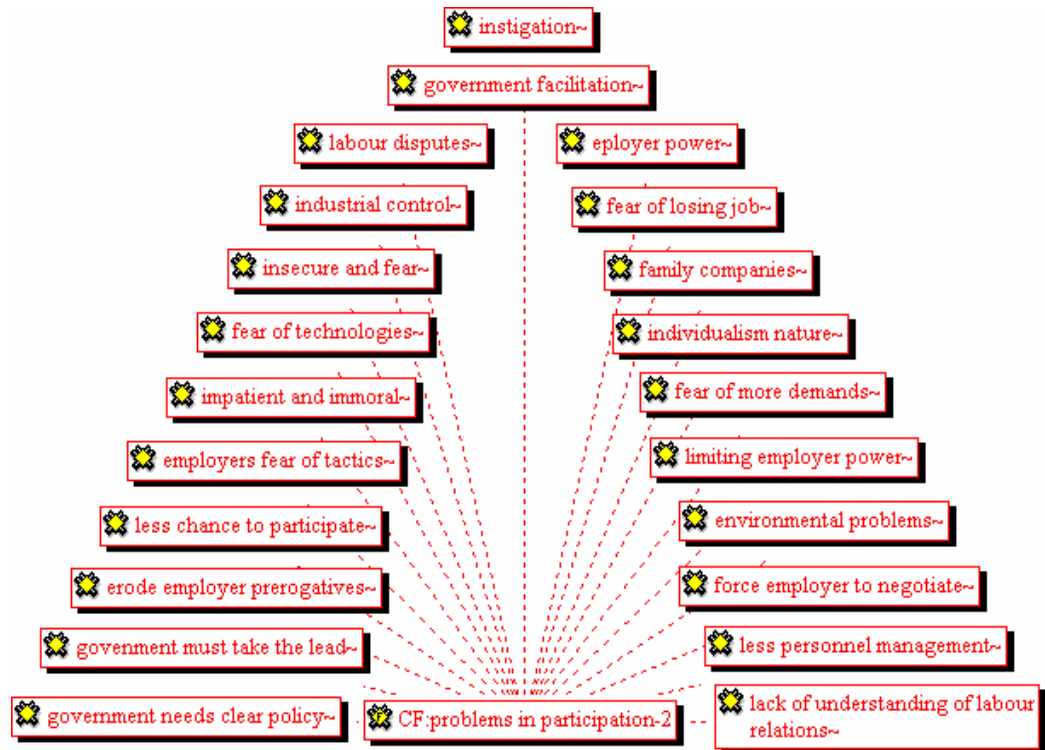 instigation~
government facilitation~
labour disputes~
eployer power~
industrial control~
fear of losing job~
insecure and fear~
family companies~
fear of technologies~
individualism nature~
impatient and immoral~
fear of more demands~
employers fear of tactics~
limiting employer power~
less chance to participate~
environmental problems~
erode employer prerogatives~
force employer to negotiate~
govenment must take the lead~
less personnel management~
government needs clear policy~
CF:problems in participation-2
lack of understanding of labour
relations~